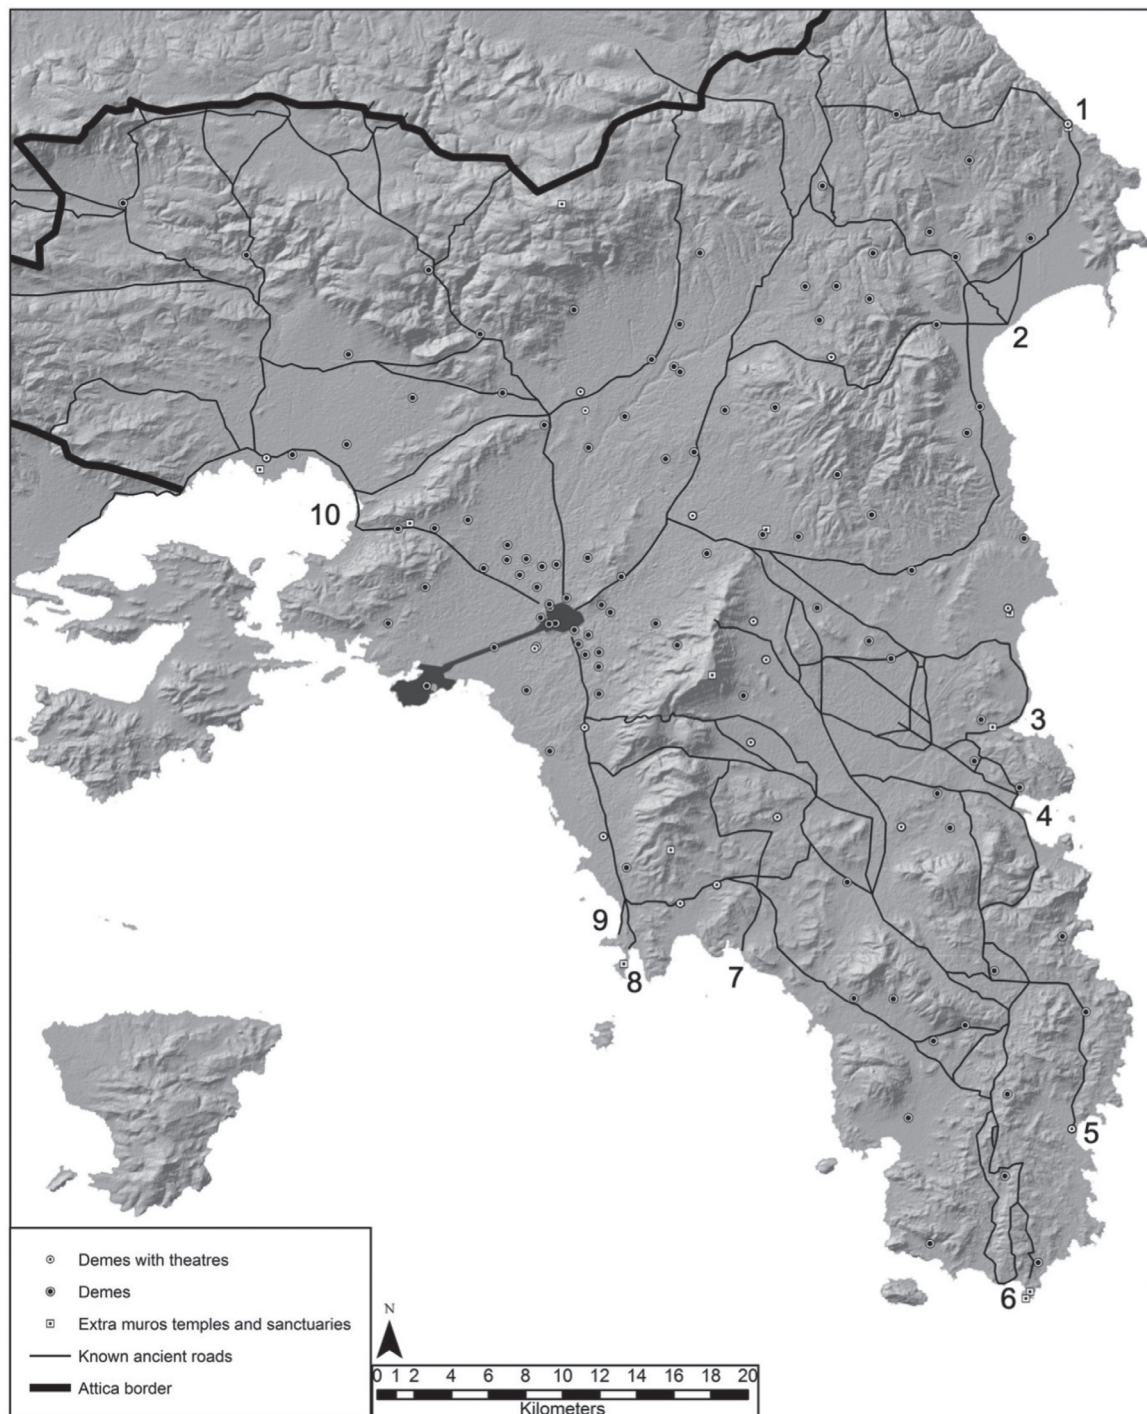 1
2
10
3
4
9
8
7
5
6
Demes with theatres
Demes
Extra muros temples and sanctuaries
Known ancient roads
Attica border
N
0 1 2 4 6 8 10 12 14 16 18 20
Kilometers